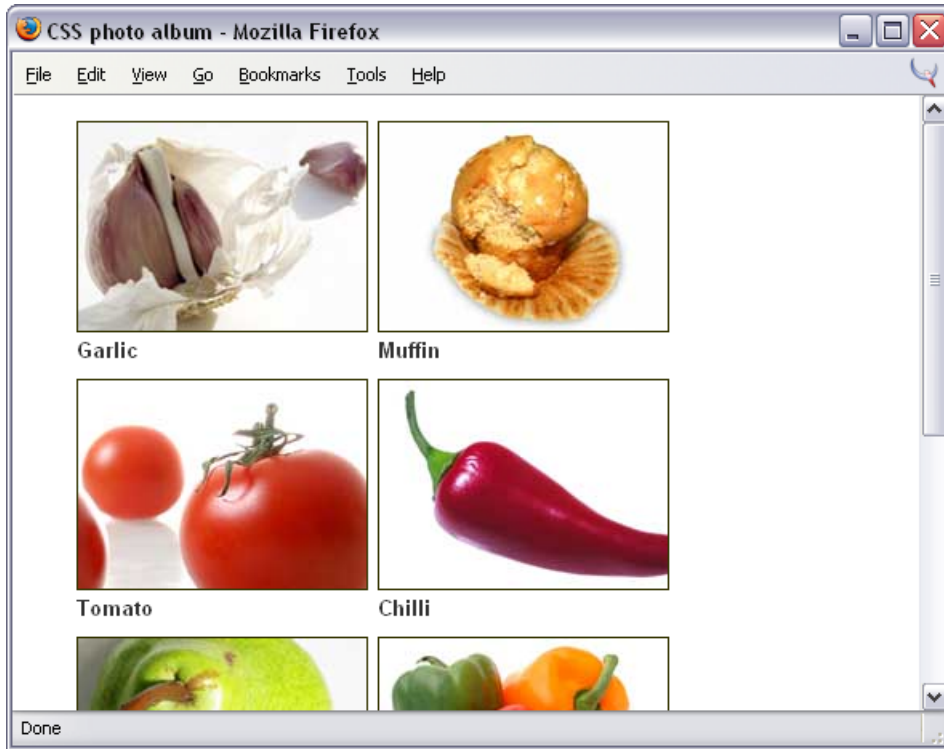 CSS photo album - Mozilla Firefox
File Edit View Go Bookmarks Tools Help
Garlic Muffin
Tomato Chilli
Done